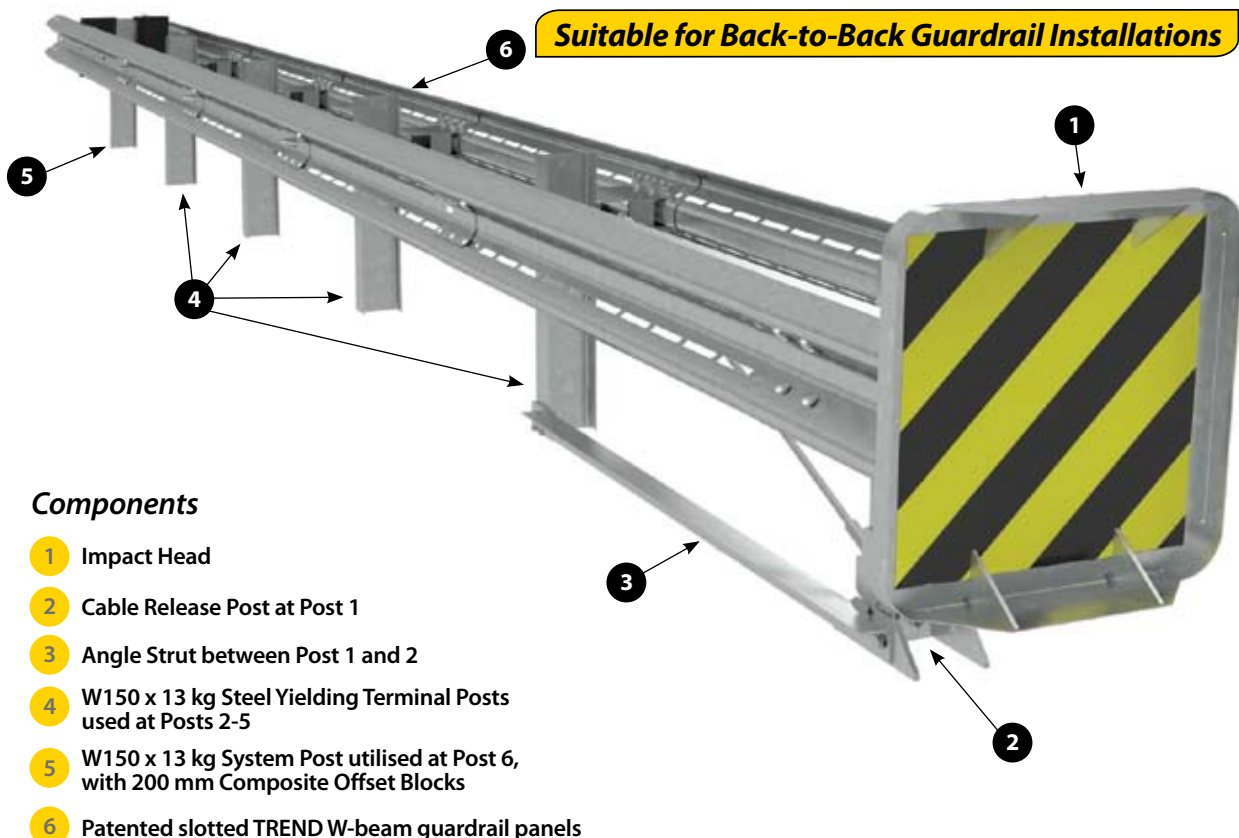 Suitable for Back-to-Back Guardrail Installations
6
1
5
4
3
2
Components
1 Impact Head
2 Cable Release Post at Post 1
3 Angle Strut between Post 1 and 2
4 W150 x 13 kg Steel Yielding Terminal Posts
used at Posts 2-5
5 W150 x 13 kg System Post utilised at Post 6,
with 200 mm Composite Offset Blocks
6 Patented slotted TREND W-beam guardrail panels